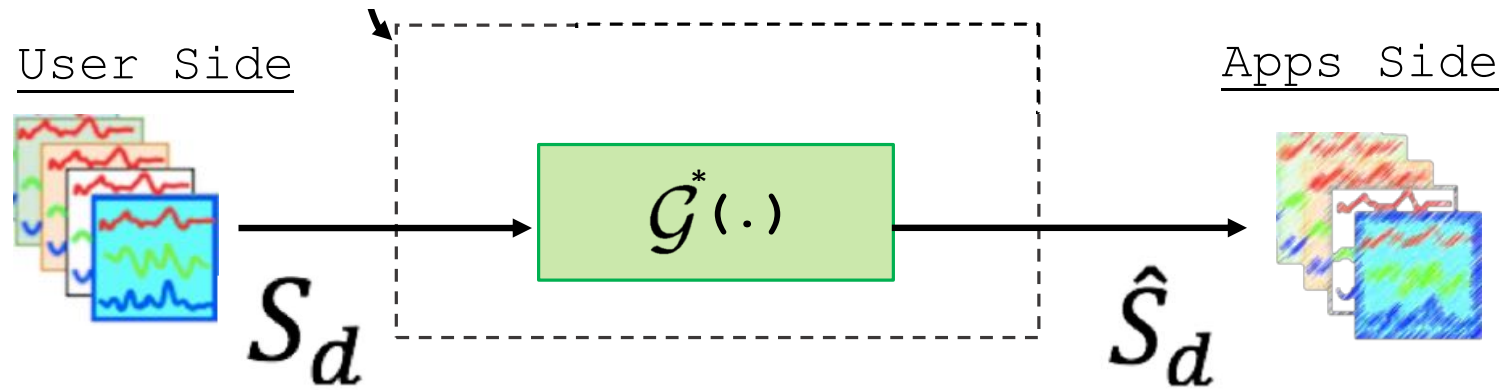 User Side
Apps Side
𝒢*(.)
S_d
Ŝ_d